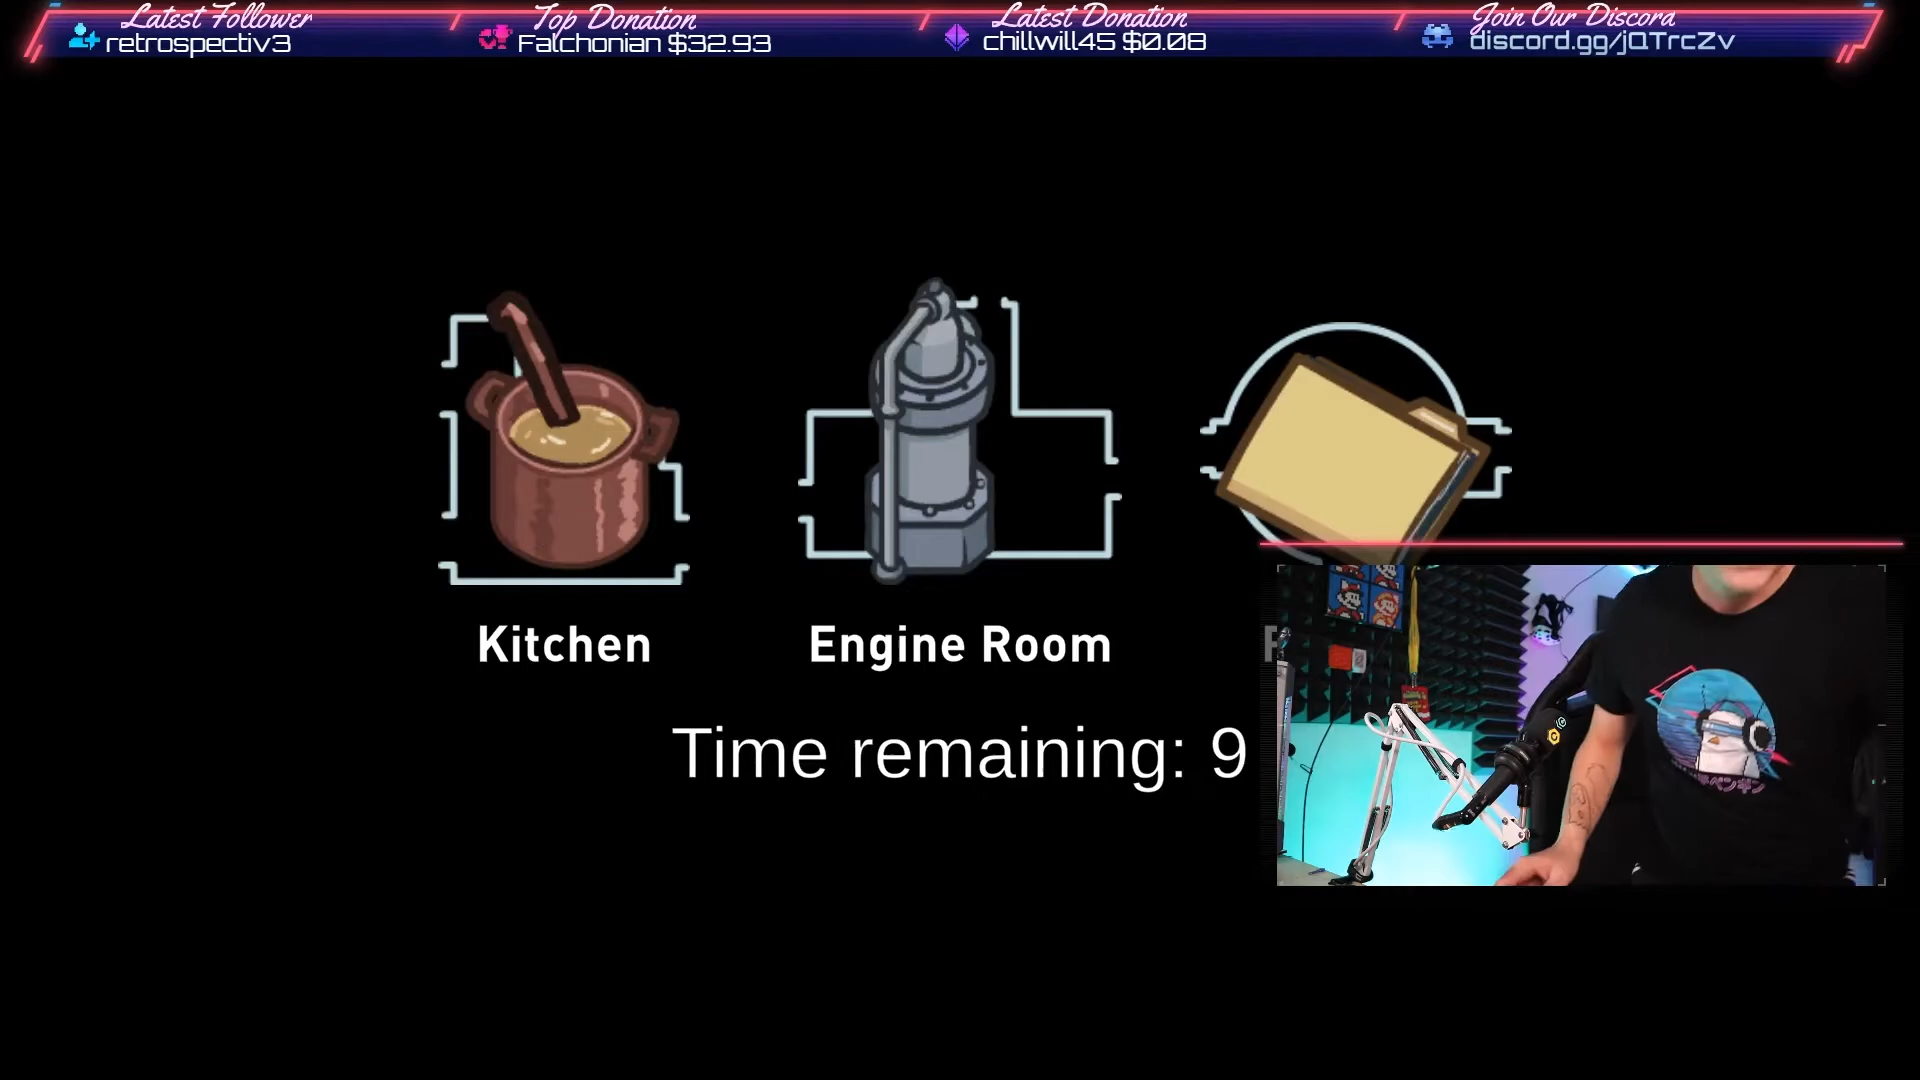 Latest Follower
retrospectiv3
Top Donation
Falchonian $32.93
Latest Donation
chillwill45 $0.08
Join Our Discora
discord.gg/jQTrcZv
Kitchen
Engine Room
Time remaining: 9